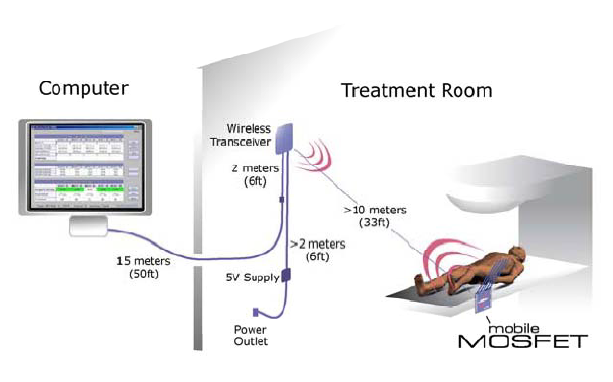 Computer
Treatment Room
Wireless
Transceiver
2 meters
(6ft)
>10 meters
(33ft)
>2 meters
(6ft)
15 meters
(50ft)
5V Supply
Power
Outlet
mobile
MOSFET